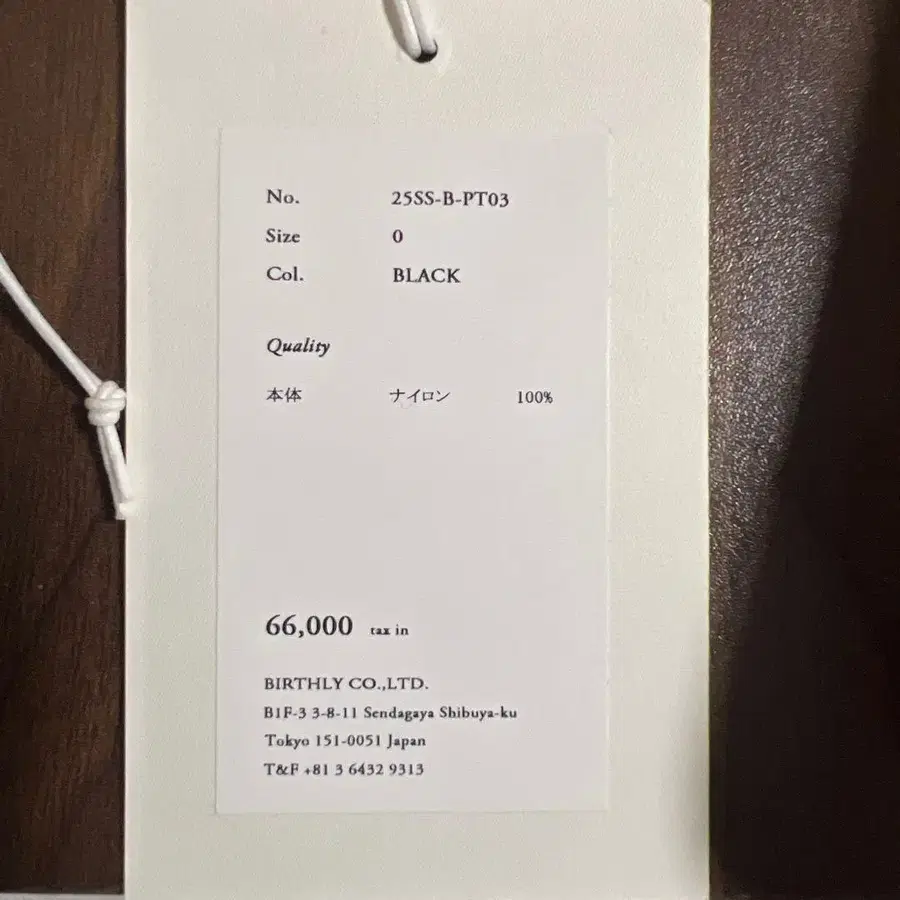 No. 25SS-B-PT03
Size 0
Col. BLACK
Quality
本体 ナイロン 100%
66,000 tax in
BIRTHLY CO.,LTD.
B1F-3 3-8-11 Sendagaya Shibuya-ku
Tokyo 151-0051 Japan
T&F +81 3 6432 9313